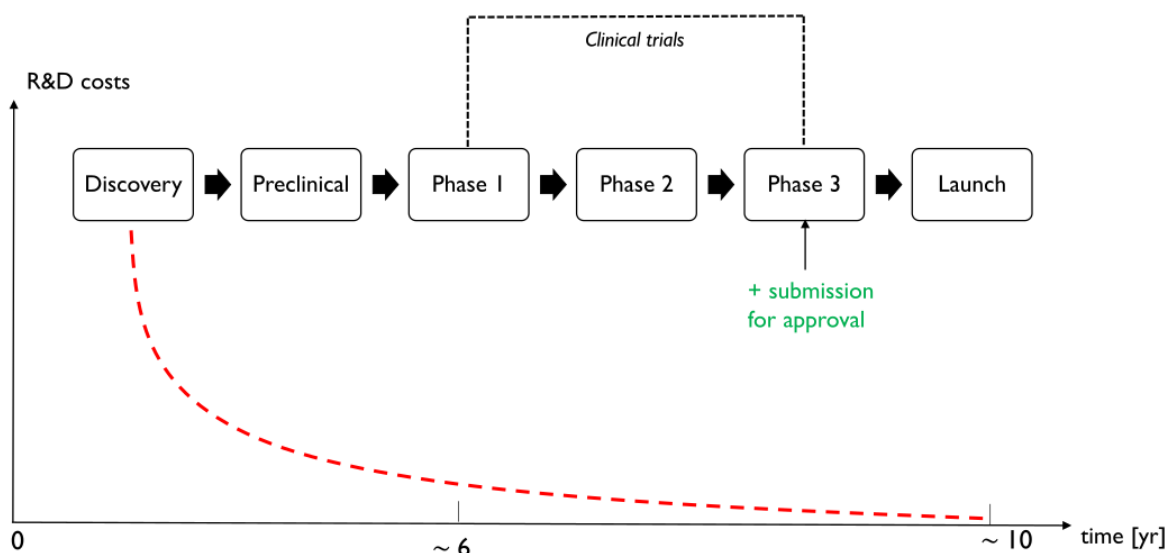 Clinical trials
R&D costs
Discovery
Preclinical
Phase 1
Phase 2
Phase 3
Launch
+ submission
for approval
0
~ 6
~ 10
time [yr]